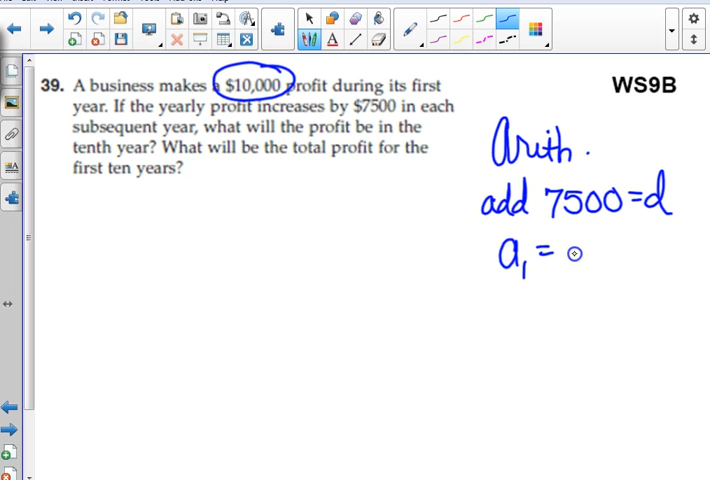 39. A business makes a $10,000 profit during its first
year. If the yearly profit increases by $7500 in each
subsequent year, what will the profit be in the
tenth year? What will be the total profit for the
first ten years?
WS9B
Arith.
add 7500=d
a₁ =